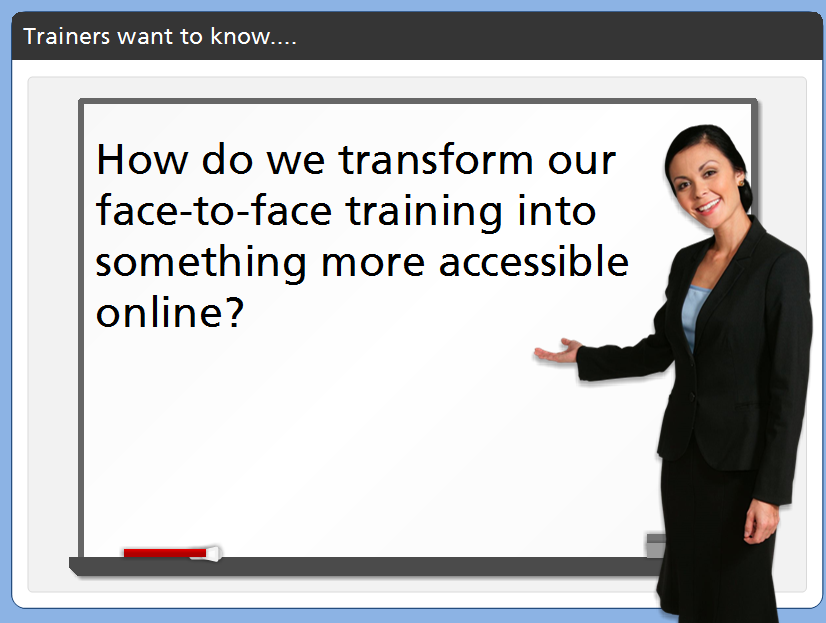 Trainers want to know....
How do we transform our
face-to-face training into
something more accessible
online?